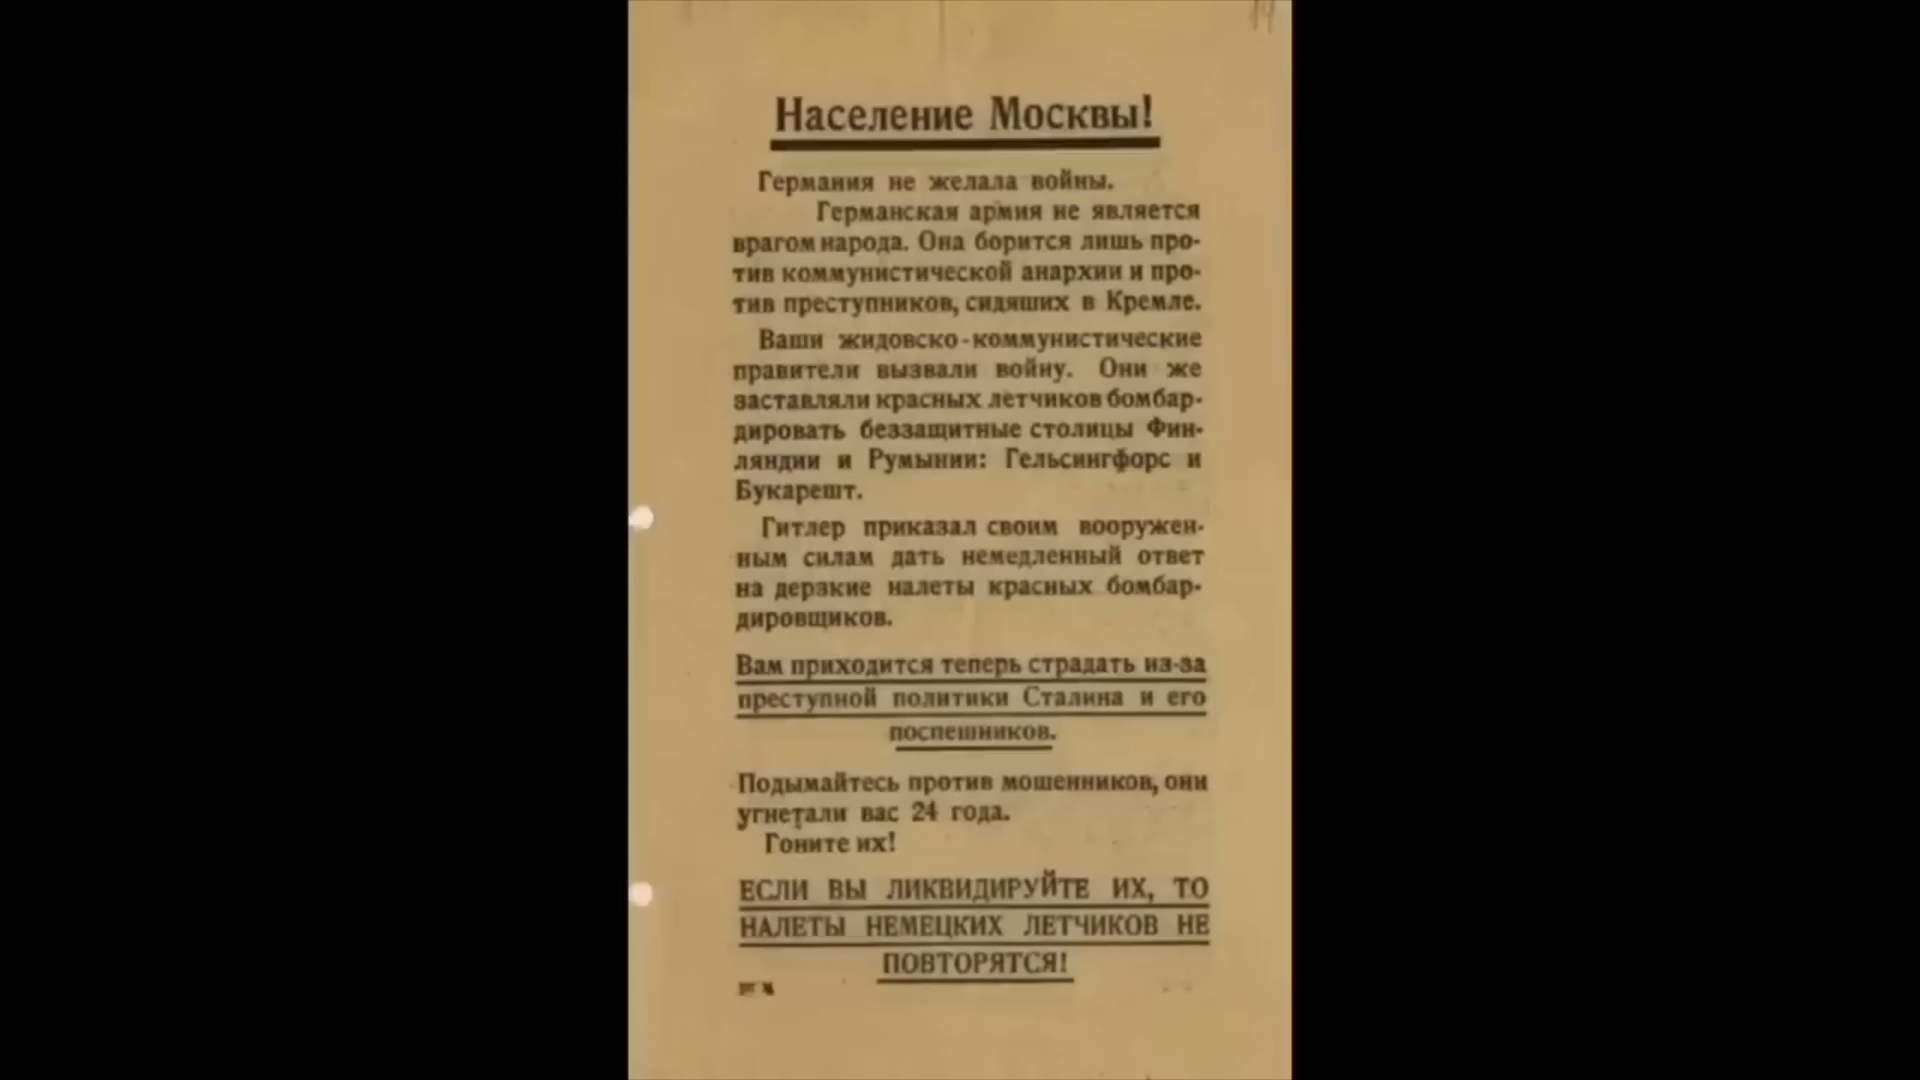 Население Москвы!
Германия не желала войны.
Германская армия не является
врагом народа. Она борится лишь про-
тив коммунистической анархии и про-
тив преступников, сидяших в Кремле.
Ваши жидовско-коммунистические
правители вызвали войну. Они же
заставляли красных летчиков бомбар-
дировать беззащитные столицы Фин-
ляндии и Румынии: Гельсингфорс и
Букарешт.
Гитлер приказал своим вооружен-
ным силам дать немедленный ответ
на дерзкие налеты красных бомбар-
дировщиков.
Вам приходится теперь страдать из-за
преступной политики Сталина и его
поспешников.
Подымайтесь против мошенников, они
угнетали вас 24 года.
Гоните их!
ЕСЛИ ВЫ ЛИКВИДИРУЙТЕ ИХ, ТО
НАЛЕТЫ НЕМЕЦКИХ ЛЕТЧИКОВ НЕ
ПОВТОРЯТСЯ!